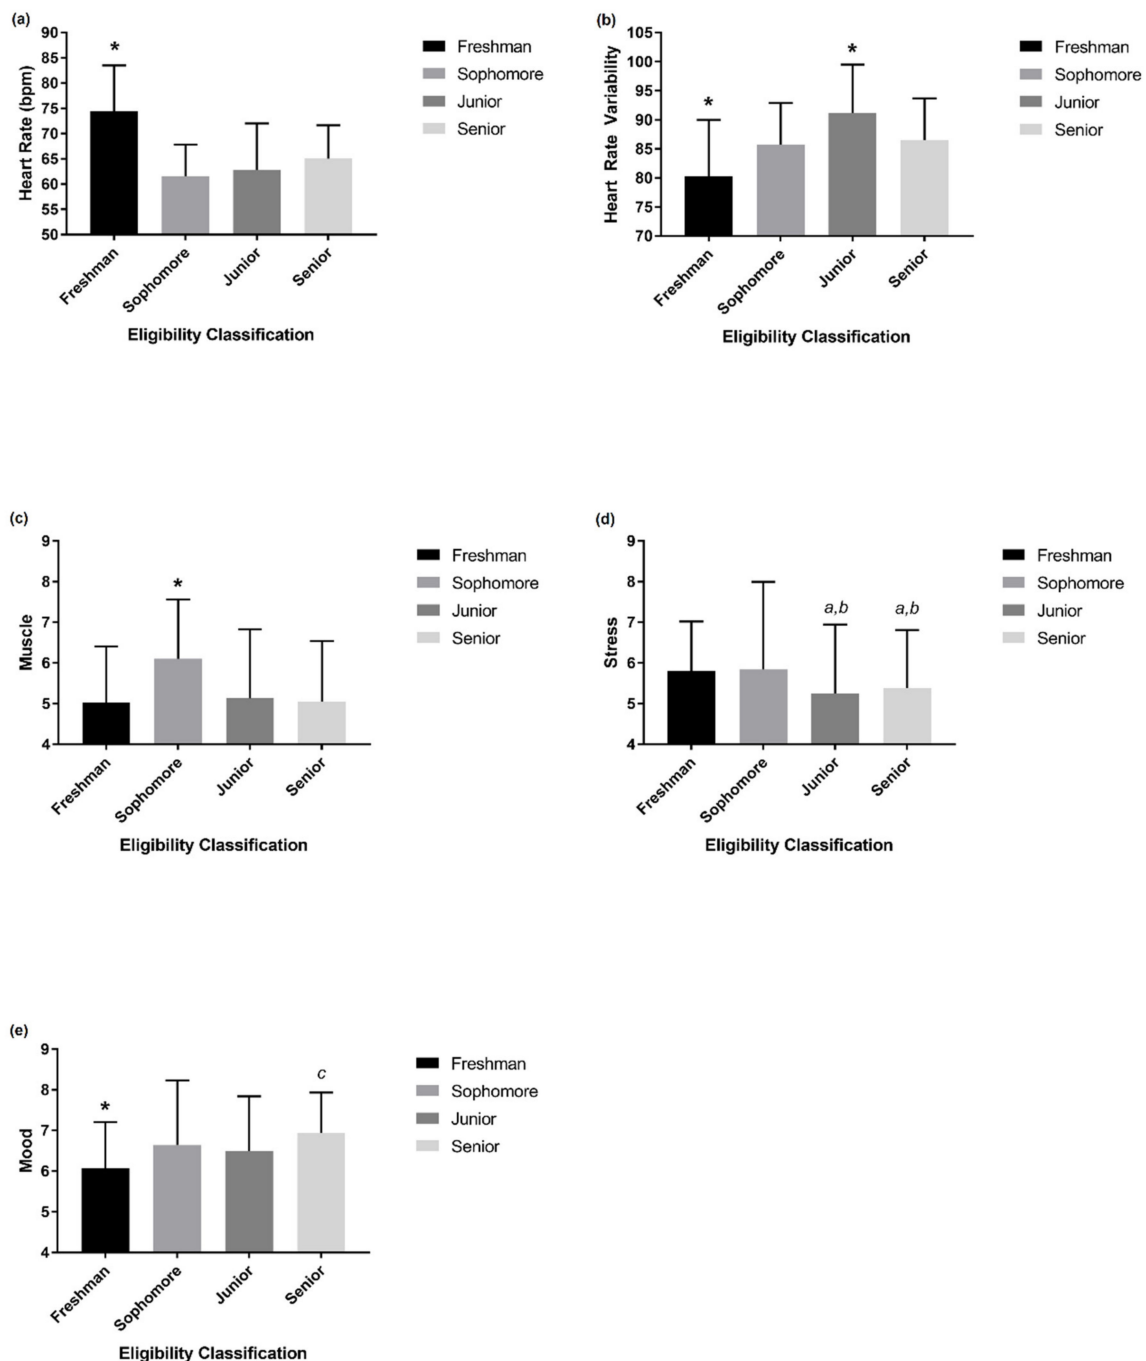 (a)
90
85
80
75
70
65
60
55
50
Heart Rate (bpm)
*
Freshman
Sophomore
Junior
Senior
Freshman
Sophomore
Junior
Senior
Eligibility Classification
(b)
105
100
95
90
85
80
75
70
Heart Rate Variability
*
*
Freshman
Sophomore
Junior
Senior
Freshman
Sophomore
Junior
Senior
Eligibility Classification
(c)
9
8
7
6
5
4
Muscle
*
Freshman
Sophomore
Junior
Senior
Freshman
Sophomore
Junior
Senior
Eligibility Classification
(d)
9
8
7
6
5
4
Stress
a,b
a,b
Freshman
Sophomore
Junior
Senior
Freshman
Sophomore
Junior
Senior
Eligibility Classification
(e)
9
8
7
6
5
4
Mood
*
c
Freshman
Sophomore
Junior
Senior
Freshman
Sophomore
Junior
Senior
Eligibility Classification